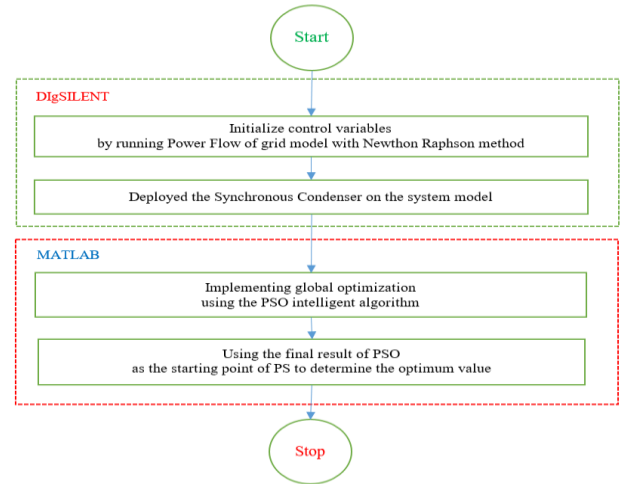 Start
DIgSILENT
Initialize control variables
by running Power Flow of grid model with Newthon Raphson method
Deployed the Synchronous Condenser on the system model
MATLAB
Implementing global optimization
using the PSO intelligent algorithm
Using the final result of PSO
as the starting point of PS to determine the optimum value
Stop